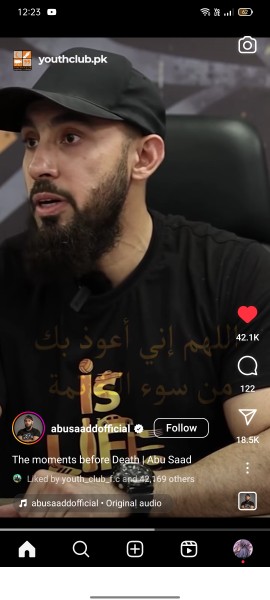 12:23
62
youthclub.pk
42.1K
اللهم إني أعوذ بك
122
من سوء الخاتمة
is
LIFE
18.5K
abusaaddofficial
Follow
The moments before Death | Abu Saad
Liked by youth_club_f.c and 42,169 others
abusaaddofficial • Original audio